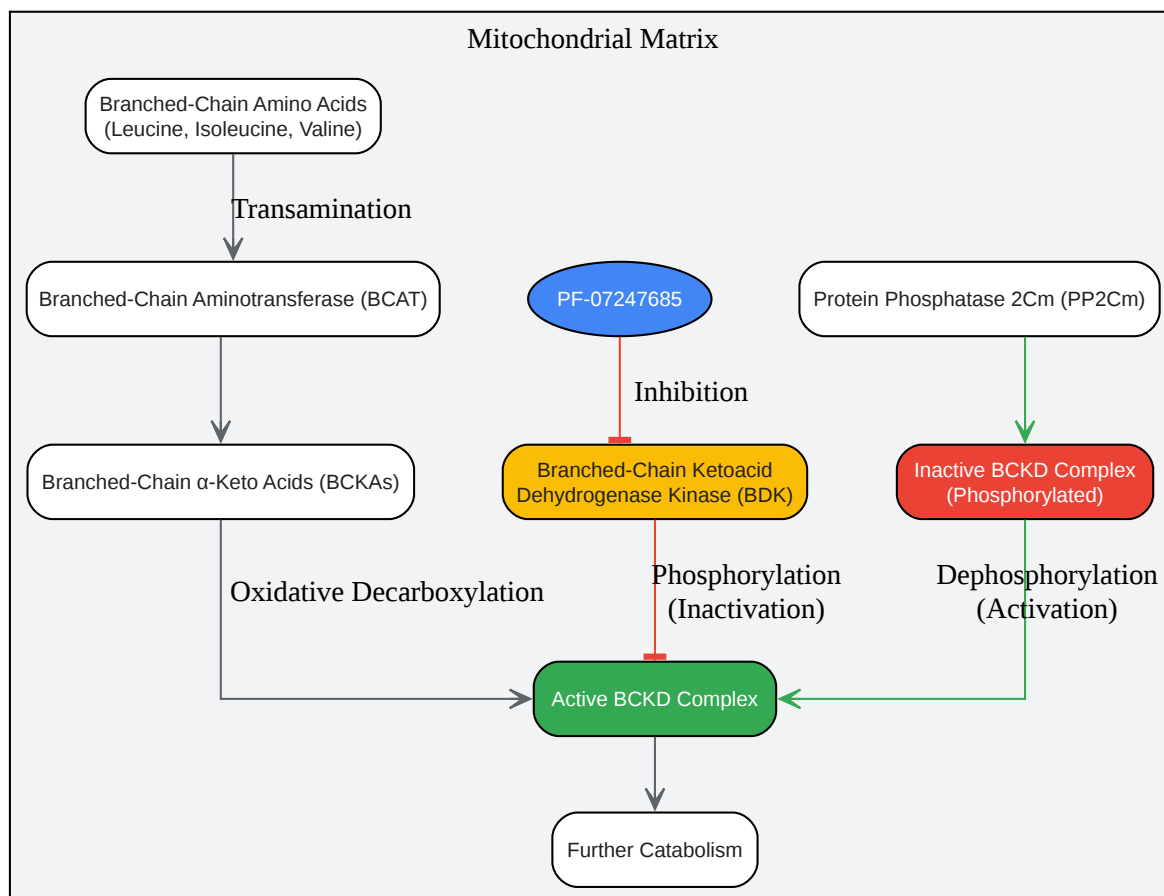 Mitochondrial Matrix
Branched-Chain Amino Acids
(Leucine, Isoleucine, Valine)
Transamination
Branched-Chain Aminotransferase (BCAT)
PF-07247685
Protein Phosphatase 2Cm (PP2Cm)
Inhibition
Branched-Chain α-Keto Acids (BCKAs)
Branched-Chain Ketoacid
Dehydrogenase Kinase (BDK)
Inactive BCKD Complex
(Phosphorylated)
Oxidative Decarboxylation
Phosphorylation
(Inactivation)
Dephosphorylation
(Activation)
Active BCKD Complex
Further Catabolism